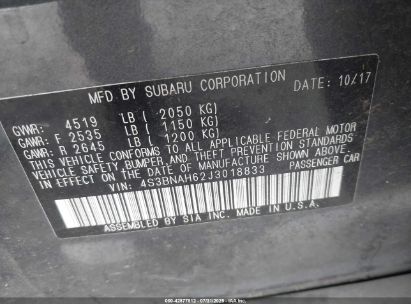 MFD BY SUBARU CORPORATION DATE: 10/17
GVWR: 4519 LB ( 2050 KG)
GAWR: F 2535 LB ( 1150 KG)
GAWR: R 2645 LB ( 1200 KG)
THIS VEHICLE CONFORMS TO ALL APPLICABLE FEDERAL MOTOR
VEHICLE SAFETY, BUMPER, AND THEFT PREVENTION STANDARDS
IN EFFECT ON THE DATE OF MANUFACTURE SHOWN ABOVE.
VIN: 4S3BNAH62J3018833 PASSENGER CAR
ASSEMBLED BY SIA INC. MADE IN U.S.A.